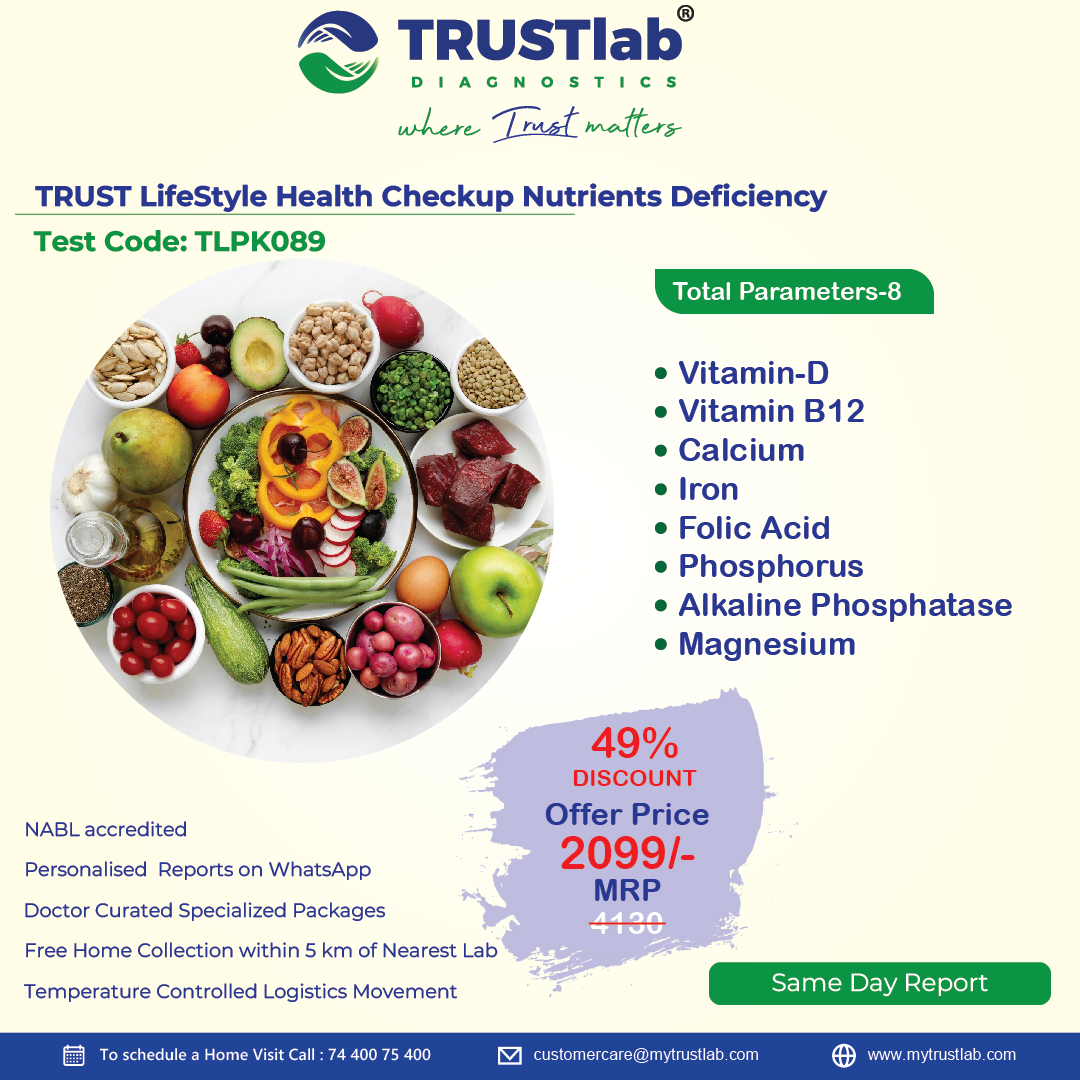 TRUSTlab®
DIAGNOSTICS
where Trust matters
TRUST LifeStyle Health Checkup Nutrients Deficiency
Test Code: TLPK089
Total Parameters-8
• Vitamin-D
• Vitamin B12
• Calcium
• Iron
• Folic Acid
• Phosphorus
• Alkaline Phosphatase
• Magnesium
49%
DISCOUNT
Offer Price
2099/-
MRP
4130
NABL accredited
Personalised  Reports on WhatsApp
Doctor Curated Specialized Packages
Free Home Collection within 5 km of Nearest Lab
Temperature Controlled Logistics Movement
Same Day Report
To schedule a Home Visit Call : 74 400 75 400
customercare@mytrustlab.com
www.mytrustlab.com